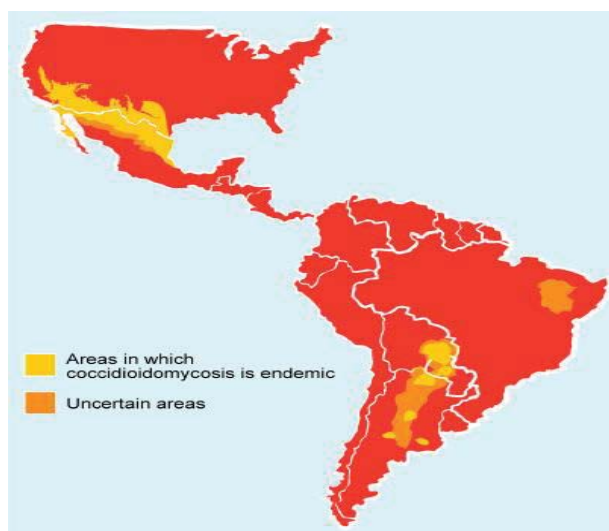 Areas in which
coccidioidomycosis is endemic
Uncertain areas